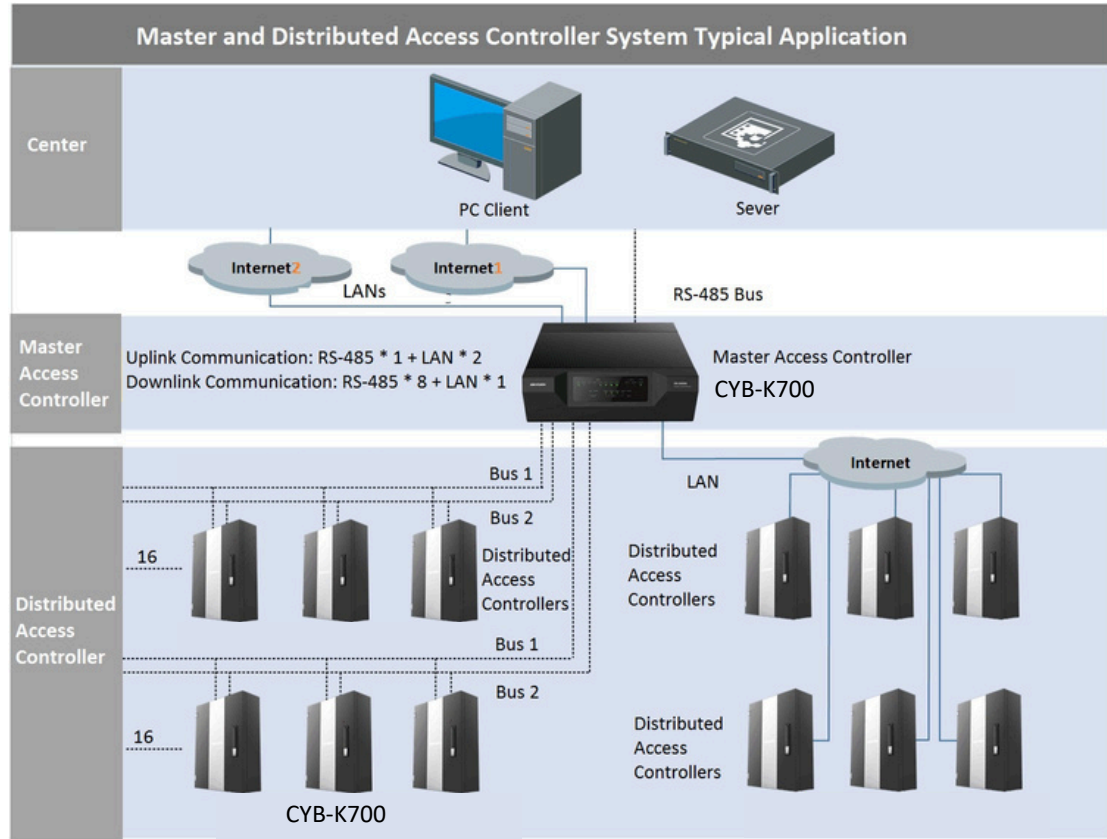 Master and Distributed Access Controller System Typical Application
Center
PC Client
Sever
Internet2
Internet1
LANs
RS-485 Bus
Master
Access
Controller
Uplink Communication: RS-485 * 1 + LAN * 2
Downlink Communication: RS-485 * 8 + LAN * 1
Master Access Controller
CYB-K700
Distributed
Access
Controller
Bus 1
Bus 2
16
Distributed
Access
Controllers
Bus 1
Bus 2
16
CYB-K700
LAN
Internet
Distributed
Access
Controllers
Distributed
Access
Controllers